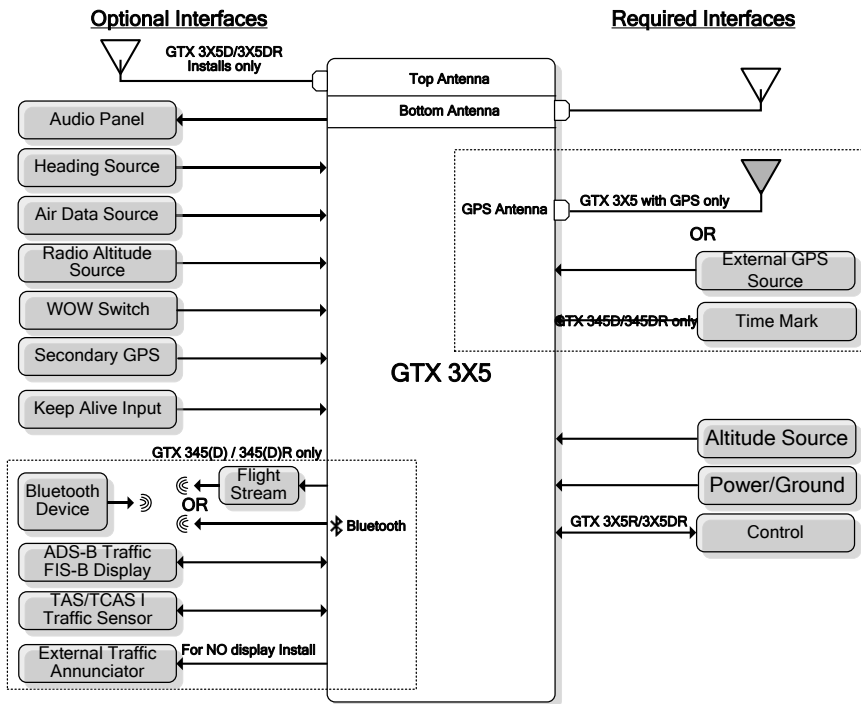 Optional Interfaces
Required Interfaces
GTX 3X5D/3X5DR
Installs only
Top Antenna
Bottom Antenna
Audio Panel
Heading Source
Air Data Source
Radio Altitude
Source
WOW Switch
Secondary GPS
Keep Alive Input
GTX 345(D) / 345(D)R only
Bluetooth
Device
OR
Flight
Stream
Bluetooth
ADS-B Traffic
FIS-B Display
TAS/TCAS I
Traffic Sensor
External Traffic
Annunciator
For NO display Install
GTX 3X5
GPS Antenna
GTX 3X5 with GPS only
OR
External GPS
Source
GTX 345D/345DR only
Time Mark
Altitude Source
Power/Ground
GTX 3X5R/3X5DR
Control